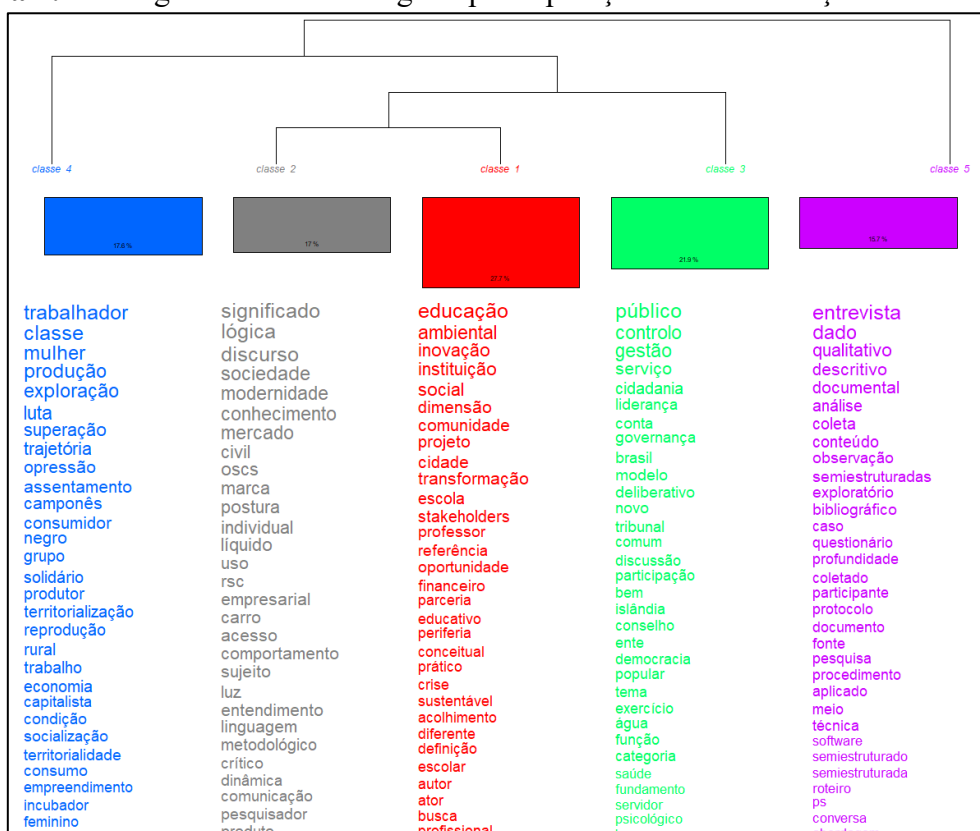 classe 4
classe 2
classe 1
classe 3
classe 5
17.6 %
17 %
27.7 %
21.9 %
15.7 %
trabalhador
classe
mulher
produção
exploração
luta
superação
trajetória
opressão
assentamento
camponês
consumidor
negro
grupo
solidário
produtor
territorialização
reprodução
rural
trabalho
economia
capitalista
condição
socialização
territorialidade
consumo
empreendimento
incubador
feminino
significado
lógica
discurso
sociedade
modernidade
conhecimento
mercado
civil
oscs
marca
postura
individual
líquido
uso
rsc
empresarial
carro
acesso
comportamento
sujeito
luz
entendimento
linguagem
metodológico
crítico
dinâmica
comunicação
pesquisador
produto
educação
ambiental
inovação
instituição
social
dimensão
comunidade
projeto
cidade
transformação
escola
stakeholders
professor
referência
oportunidade
financeiro
parceria
educativo
periferia
conceitual
prático
crise
sustentável
acolhimento
diferente
definição
escolar
autor
ator
busca
profissional
público
controlo
gestão
serviço
cidadania
liderança
conta
governança
brasil
modelo
deliberativo
novo
tribunal
comum
discussão
participação
bem
islândia
conselho
ente
democracia
popular
tema
exercício
água
função
categoria
saúde
fundamento
servidor
psicológico
entrevista
dado
qualitativo
descritivo
documental
análise
coleta
conteúdo
observação
semiestruturadas
exploratório
bibliográfico
caso
questionário
profundidade
coletado
participante
protocolo
documento
fonte
pesquisa
procedimento
aplicado
meio
técnica
software
semiestruturado
semiestruturada
roteiro
ps
conversa